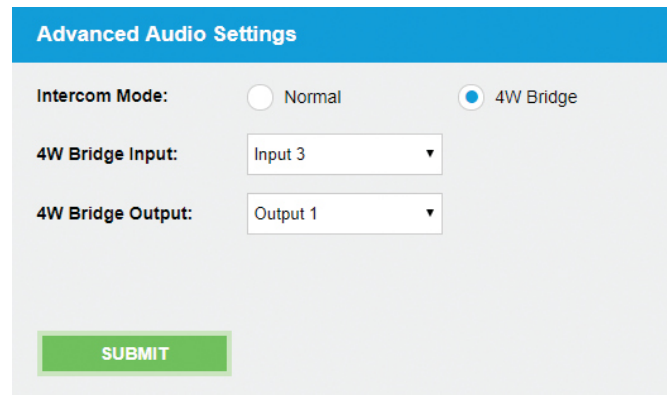 Advanced Audio Settings
Intercom Mode: Normal 4W Bridge
4W Bridge Input: Input 3
4W Bridge Output: Output 1
SUBMIT